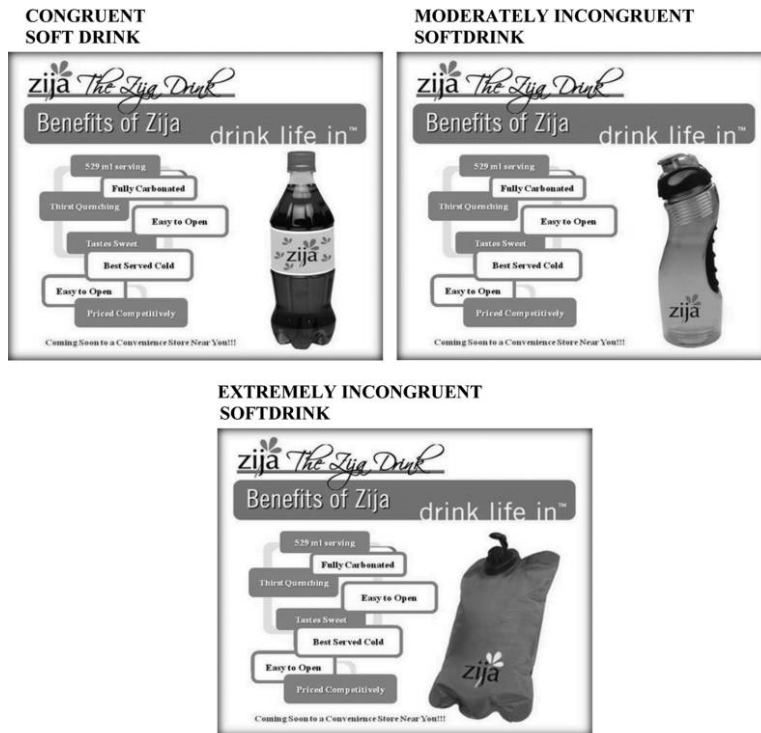 CONGRUENT
SOFT DRINK
zija The Zija Drink
Benefits of Zija
drink life in™
529 ml serving
Fully Carbonated
Thirst Quenching
Easy to Open
Tastes Sweet
Best Served Cold
Easy to Open
Priced Competitively
zija
Coming Soon to a Convenience Store Near You!!!
MODERATELY INCONGRUENT
SOFTDRINK
zija The Zija Drink
Benefits of Zija
drink life in™
529 ml serving
Fully Carbonated
Thirst Quenching
Easy to Open
Tastes Sweet
Best Served Cold
Easy to Open
Priced Competitively
zija
Coming Soon to a Convenience Store Near You!!!
EXTREMELY INCONGRUENT
SOFTDRINK
zija The Zija Drink
Benefits of Zija
drink life in™
529 ml serving
Fully Carbonated
Thirst Quenching
Easy to Open
Tastes Sweet
Best Served Cold
Easy to Open
Priced Competitively
zija
Coming Soon to a Convenience Store Near You!!!